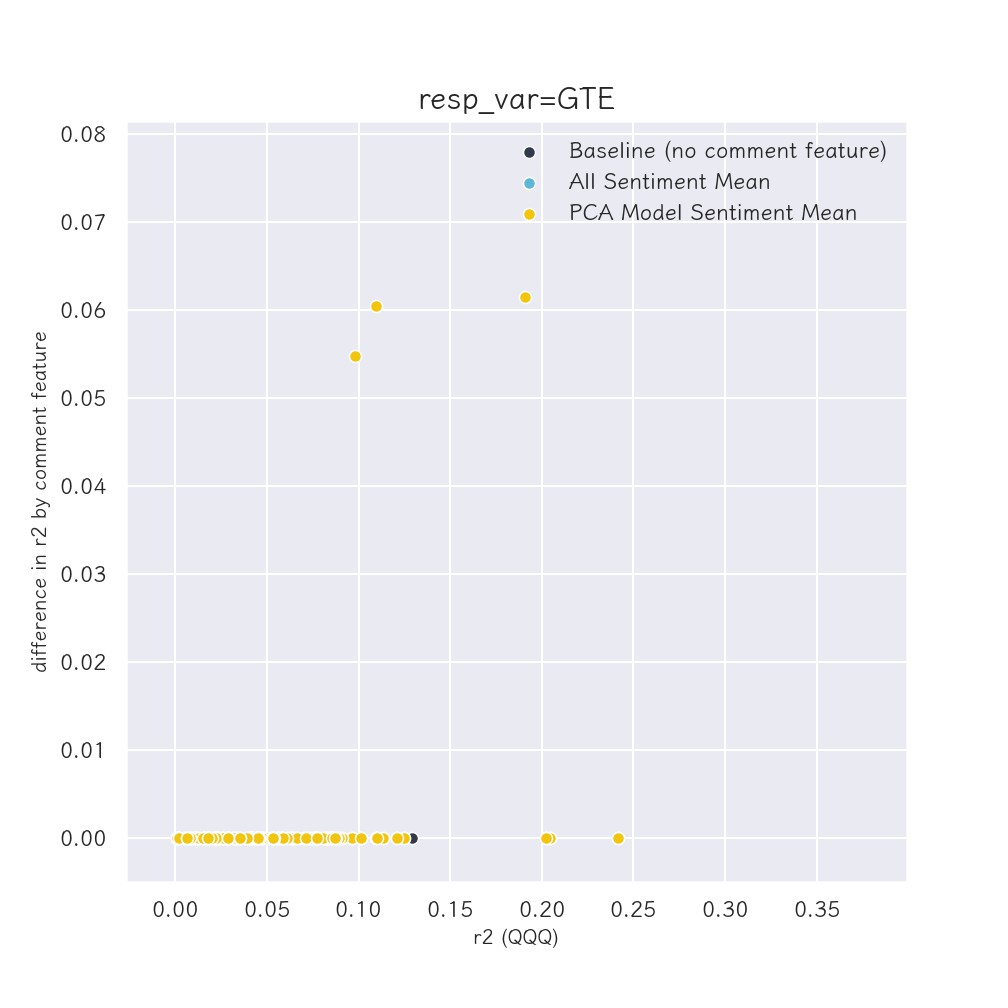 resp_var=GTE
Baseline (no comment feature)
All Sentiment Mean
PCA Model Sentiment Mean
difference in r2 by comment feature
0.08
0.07
0.06
0.05
0.04
0.03
0.02
0.01
0.00
0.00 0.05 0.10 0.15 0.20 0.25 0.30 0.35
r2 (QQQ)